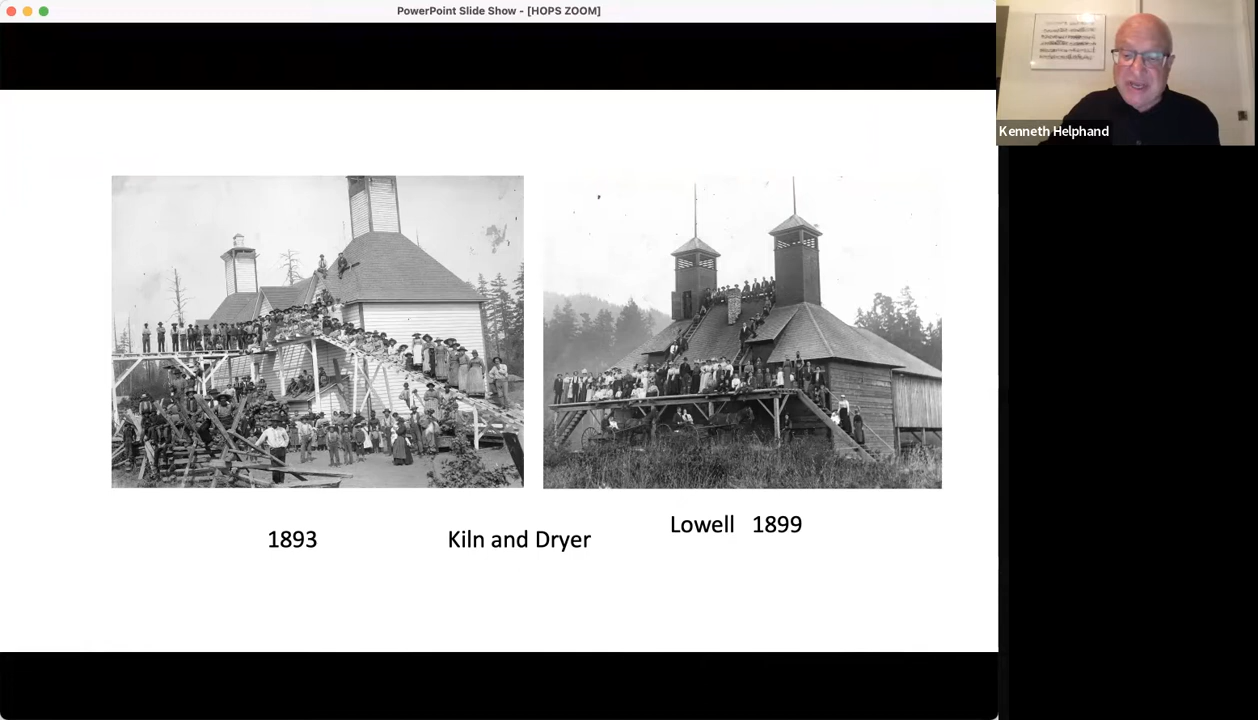 PowerPoint Slide Show - [HOPS ZOOM]
Kenneth Helphand
Lowell 1899
1893 Kiln and Dryer